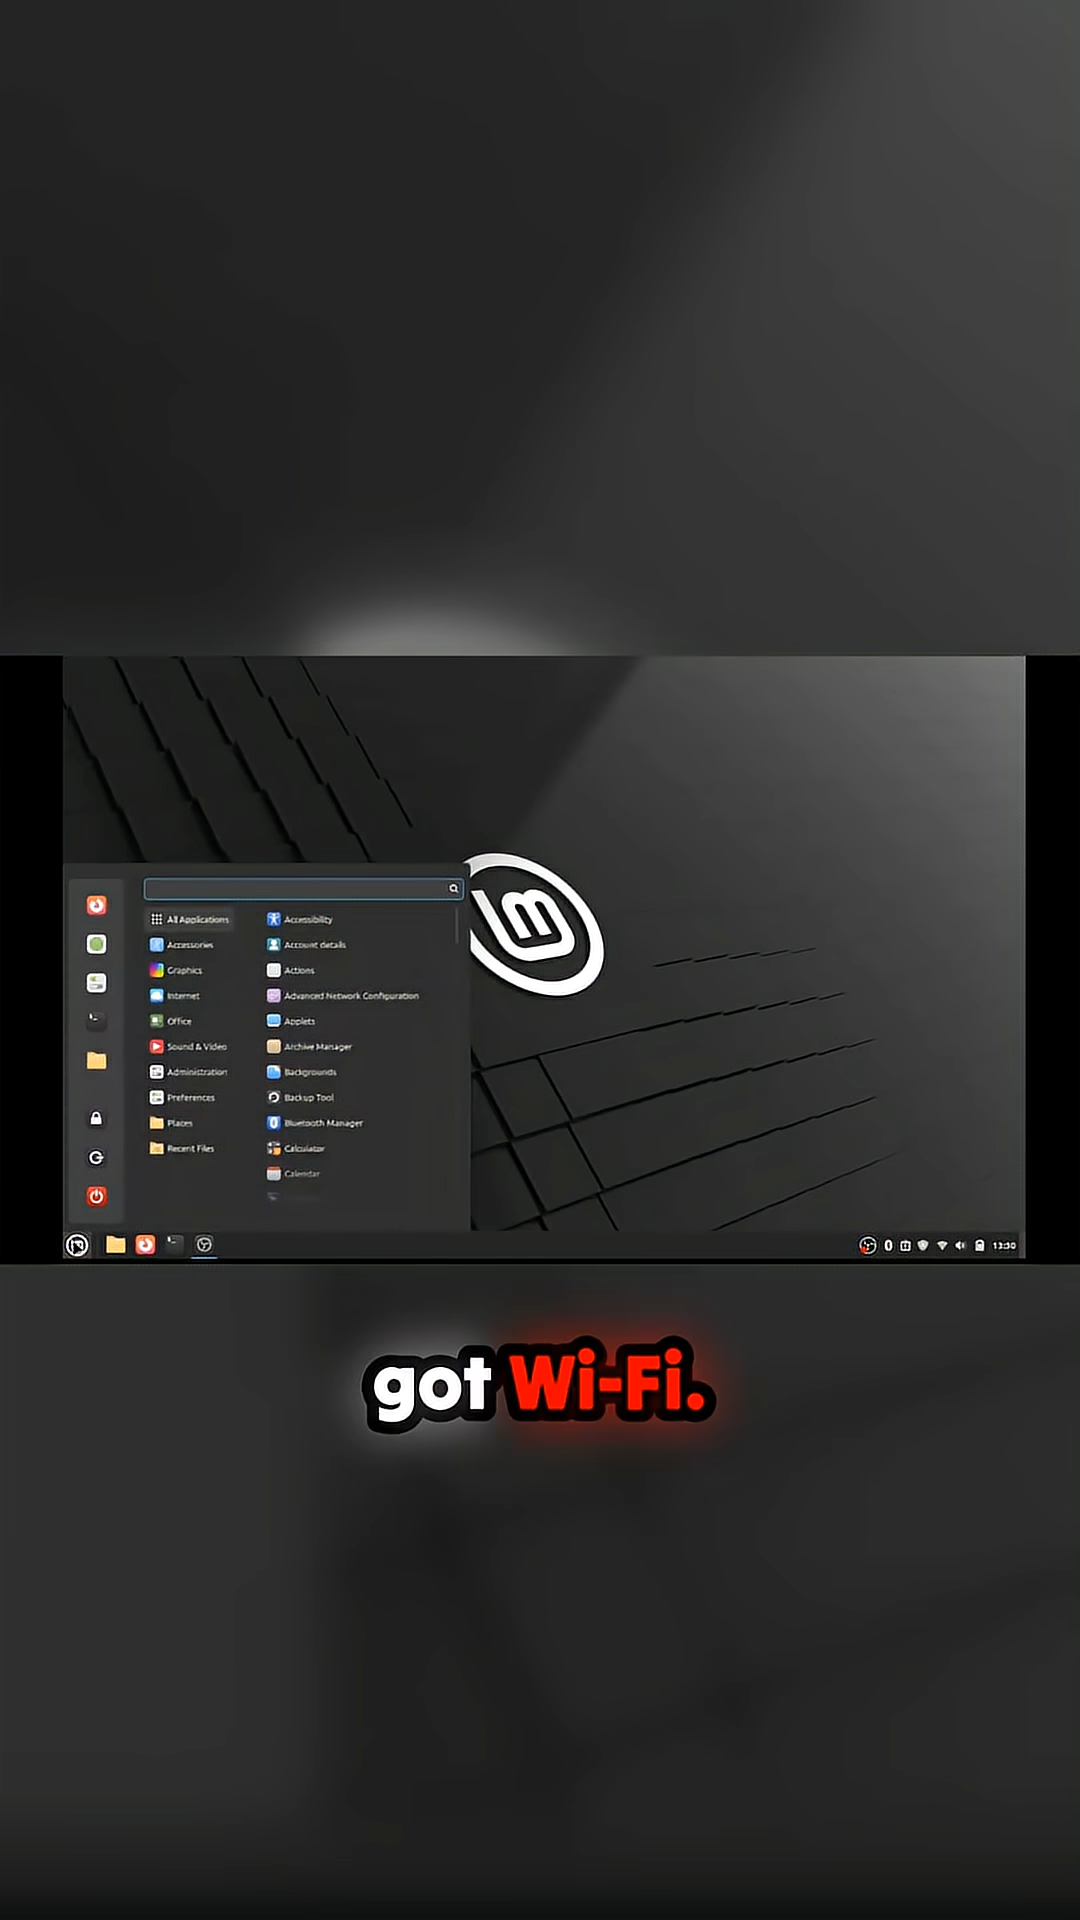 All Applications
Accessories
Graphics
Internet
Office
Sound & Video
Administration
Preferences
Places
Recent Files
Accessibility
Account details
Actions
Advanced Network Configuration
Applets
Archive Manager
Backgrounds
Backup Tool
Bluetooth Manager
Calculator
Calendar
13:30
got Wi-Fi.